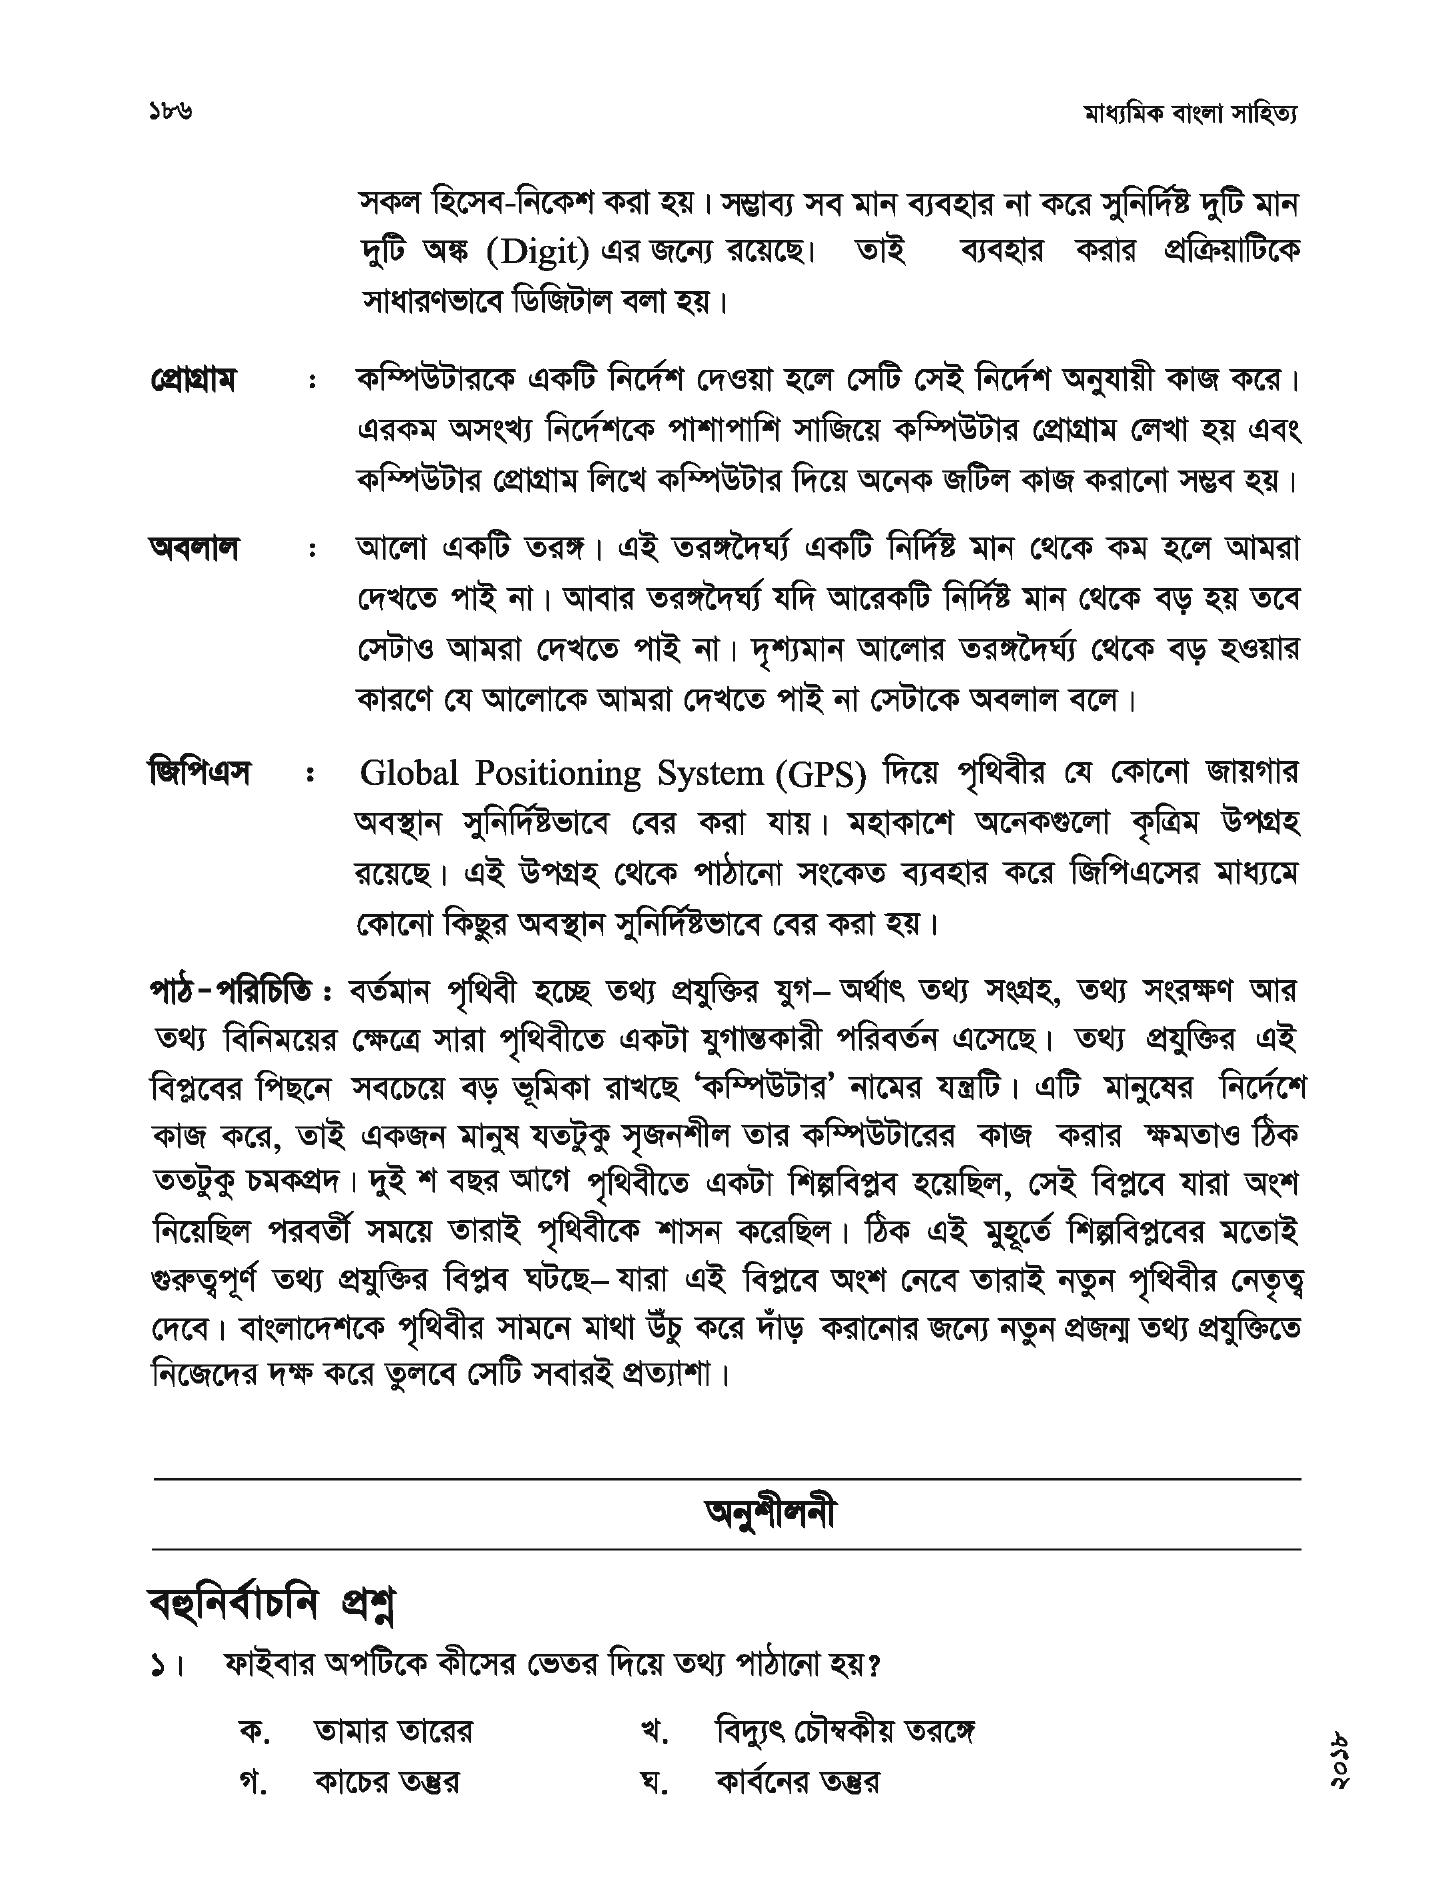 ১৮৬
মাধ্যমিক বাংলা সাহিত্য
সকল হিসেব-নিকেশ করা হয়। সম্ভাব্য সব মান ব্যবহার না করে সুনির্দিষ্ট দুটি মান
দুটি অঙ্ক (Digit) এর জন্যে রয়েছে। তাই ব্যবহার করার প্রক্রিয়াটিকে
সাধারণভাবে ডিজিটাল বলা হয়।
প্রোগ্রাম : কম্পিউটারকে একটি নির্দেশ দেওয়া হলে সেটি সেই নির্দেশ অনুযায়ী কাজ করে।
এরকম অসংখ্য নির্দেশকে পাশাপাশি সাজিয়ে কম্পিউটার প্রোগ্রাম লেখা হয় এবং
কম্পিউটার প্রোগ্রাম লিখে কম্পিউটার দিয়ে অনেক জটিল কাজ করানো সম্ভব হয়।
অবলাল : আলো একটি তরঙ্গ। এই তরঙ্গদৈর্ঘ্য একটি নির্দিষ্ট মান থেকে কম হলে আমরা
দেখতে পাই না। আবার তরঙ্গদৈর্ঘ্য যদি আরেকটি নির্দিষ্ট মান থেকে বড় হয় তবে
সেটাও আমরা দেখতে পাই না। দৃশ্যমান আলোর তরঙ্গদৈর্ঘ্য থেকে বড় হওয়ার
কারণে যে আলোকে আমরা দেখতে পাই না সেটাকে অবলাল বলে।
জিপিএস : Global Positioning System (GPS) দিয়ে পৃথিবীর যে কোনো জায়গার
অবস্থান সুনির্দিষ্টভাবে বের করা যায়। মহাকাশে অনেকগুলো কৃত্রিম উপগ্রহ
রয়েছে। এই উপগ্রহ থেকে পাঠানো সংকেত ব্যবহার করে জিপিএসের মাধ্যমে
কোনো কিছুর অবস্থান সুনির্দিষ্টভাবে বের করা হয়।
পাঠ-পরিচিতি : বর্তমান পৃথিবী হচ্ছে তথ্য প্রযুক্তির যুগ– অর্থাৎ তথ্য সংগ্রহ, তথ্য সংরক্ষণ আর
তথ্য বিনিময়ের ক্ষেত্রে সারা পৃথিবীতে একটা যুগান্তকারী পরিবর্তন এসেছে। তথ্য প্রযুক্তির এই
বিপ্লবের পিছনে সবচেয়ে বড় ভূমিকা রাখছে ‘কম্পিউটার’ নামের যন্ত্রটি। এটি মানুষের নির্দেশে
কাজ করে, তাই একজন মানুষ যতটুকু সৃজনশীল তার কম্পিউটারের কাজ করার ক্ষমতাও ঠিক
ততটুকু চমকপ্রদ। দুই শ বছর আগে পৃথিবীতে একটা শিল্পবিপ্লব হয়েছিল, সেই বিপ্লবে যারা অংশ
নিয়েছিল পরবর্তী সময়ে তারাই পৃথিবীকে শাসন করেছিল। ঠিক এই মুহূর্তে শিল্পবিপ্লবের মতোই
গুরুত্বপূর্ণ তথ্য প্রযুক্তির বিপ্লব ঘটছে– যারা এই বিপ্লবে অংশ নেবে তারাই নতুন পৃথিবীর নেতৃত্ব
দেবে। বাংলাদেশকে পৃথিবীর সামনে মাথা উঁচু করে দাঁড় করানোর জন্যে নতুন প্রজন্ম তথ্য প্রযুক্তিতে
নিজেদের দক্ষ করে তুলবে সেটি সবারই প্রত্যাশা।
অনুশীলনী
বহুনির্বাচনি প্রশ্ন
১। ফাইবার অপটিকে কীসের ভেতর দিয়ে তথ্য পাঠানো হয়?
ক. তামার তারের খ. বিদ্যুৎ চৌম্বকীয় তরঙ্গে
গ. কাচের তন্তুর ঘ. কার্বনের তন্তুর
২০১৮